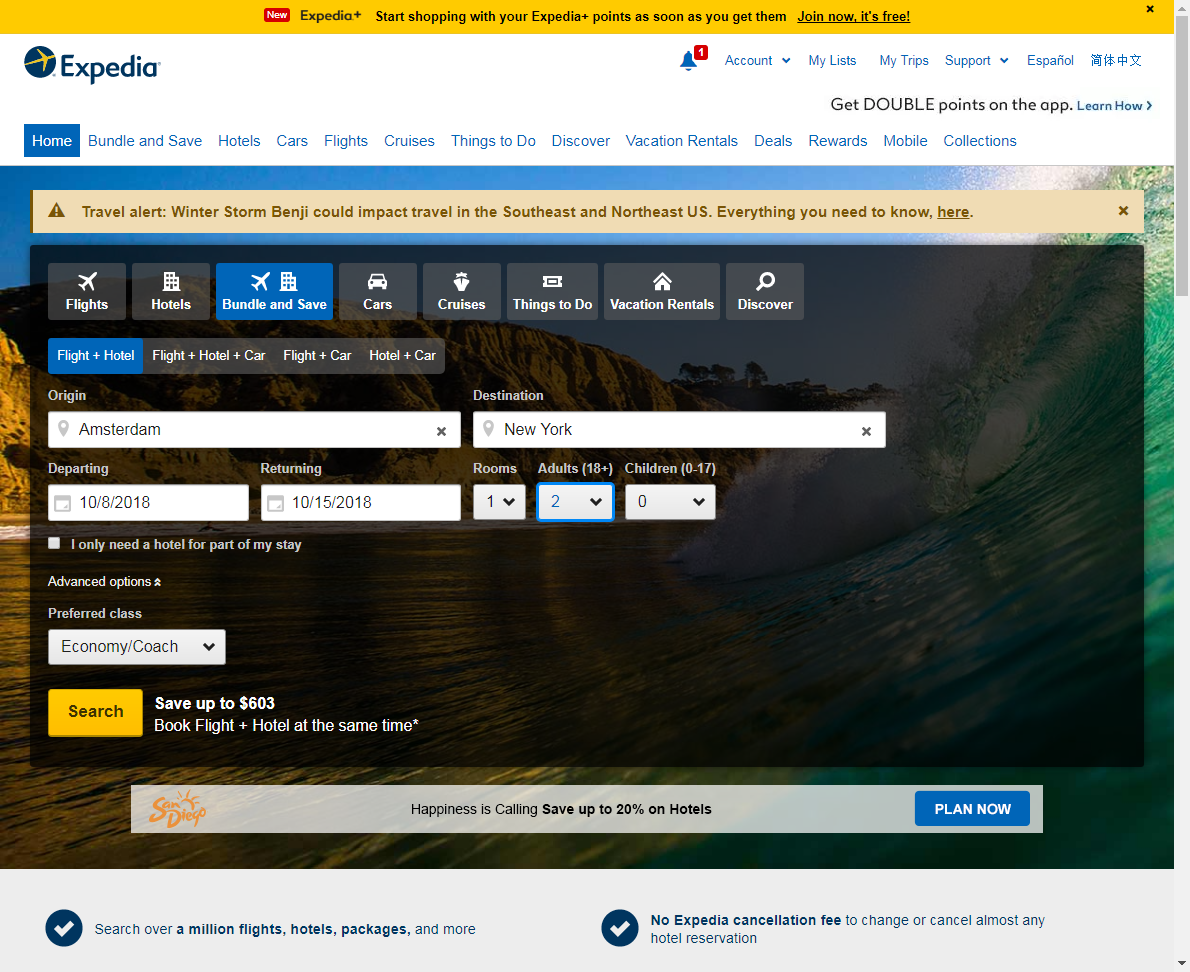 New Expedia+ Start shopping with your Expedia+ points as soon as you get them Join now, it's free!
Expedia
1 Account My Lists My Trips Support Español 简体中文
Get DOUBLE points on the app. Learn How
Home Bundle and Save Hotels Cars Flights Cruises Things to Do Discover Vacation Rentals Deals Rewards Mobile Collections
Travel alert: Winter Storm Benji could impact travel in the Southeast and Northeast US. Everything you need to know, here.
Flights Hotels Bundle and Save Cars Cruises Things to Do Vacation Rentals Discover
Flight + Hotel Flight + Hotel + Car Flight + Car Hotel + Car
Origin Destination
Amsterdam New York
Departing Returning Rooms Adults (18+) Children (0-17)
10/8/2018 10/15/2018 1 2 0
I only need a hotel for part of my stay
Advanced options
Preferred class
Economy/Coach
Search Save up to $603
Book Flight + Hotel at the same time*
San Diego Happiness is Calling Save up to 20% on Hotels PLAN NOW
Search over a million flights, hotels, packages, and more
No Expedia cancellation fee to change or cancel almost any
hotel reservation